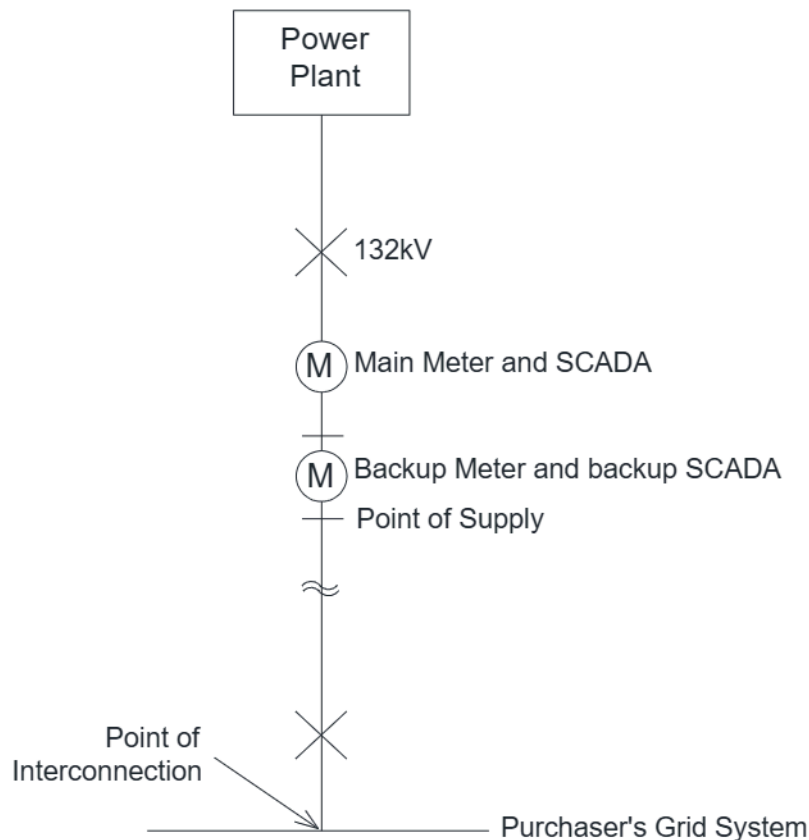 Power
Plant
132kV
M
Main Meter and SCADA
M
Backup Meter and backup SCADA
Point of Supply
Point of
Interconnection
Purchaser's Grid System